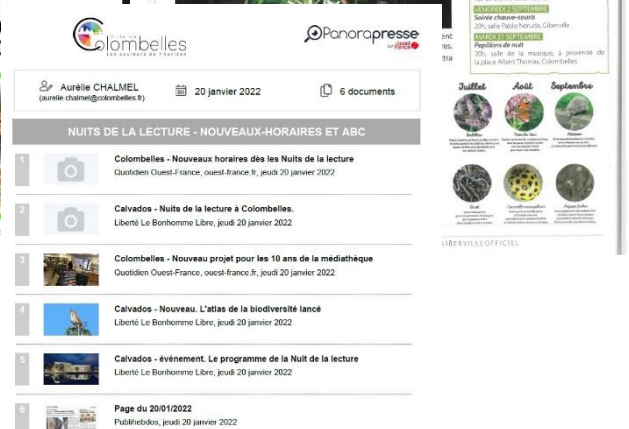 Ville de
Colombelles
Les couleurs de l'horizon
Panorapresse
ouest
france
Aurélie CHALMEL
(aurelie.chalmel@colombelles.fr)
20 janvier 2022
6 documents
NUITS DE LA LECTURE - NOUVEAUX-HORAIRES ET ABC
1
Colombelles - Nouveaux horaires dès les Nuits de la lecture
Quotidien Ouest-France, ouest-france.fr, jeudi 20 janvier 2022
2
Calvados - Nuits de la lecture à Colombelles.
Liberté Le Bonhomme Libre, jeudi 20 janvier 2022
3
Colombelles - Nouveau projet pour les 10 ans de la médiathèque
Quotidien Ouest-France, ouest-france.fr, jeudi 20 janvier 2022
4
Calvados - Nouveau. L'atlas de la biodiversité lancé
Liberté Le Bonhomme Libre, jeudi 20 janvier 2022
5
Calvados - événement. Le programme de la Nuit de la lecture
Liberté Le Bonhomme Libre, jeudi 20 janvier 2022
6
Page du 20/01/2022
Publihebdos, jeudi 20 janvier 2022
VENDREDI 2 SEPTEMBRE
Soirée chauve-souris
20h, salle Pablo Neruda, Giberville
MARDI 27 SEPTEMBRE
Papillons de nuit
20h, salle de la musique, à proximité de
la place Albert Thomas, Colombelles
Juillet
Août
Septembre
GIBERVILLEOFFICIEL